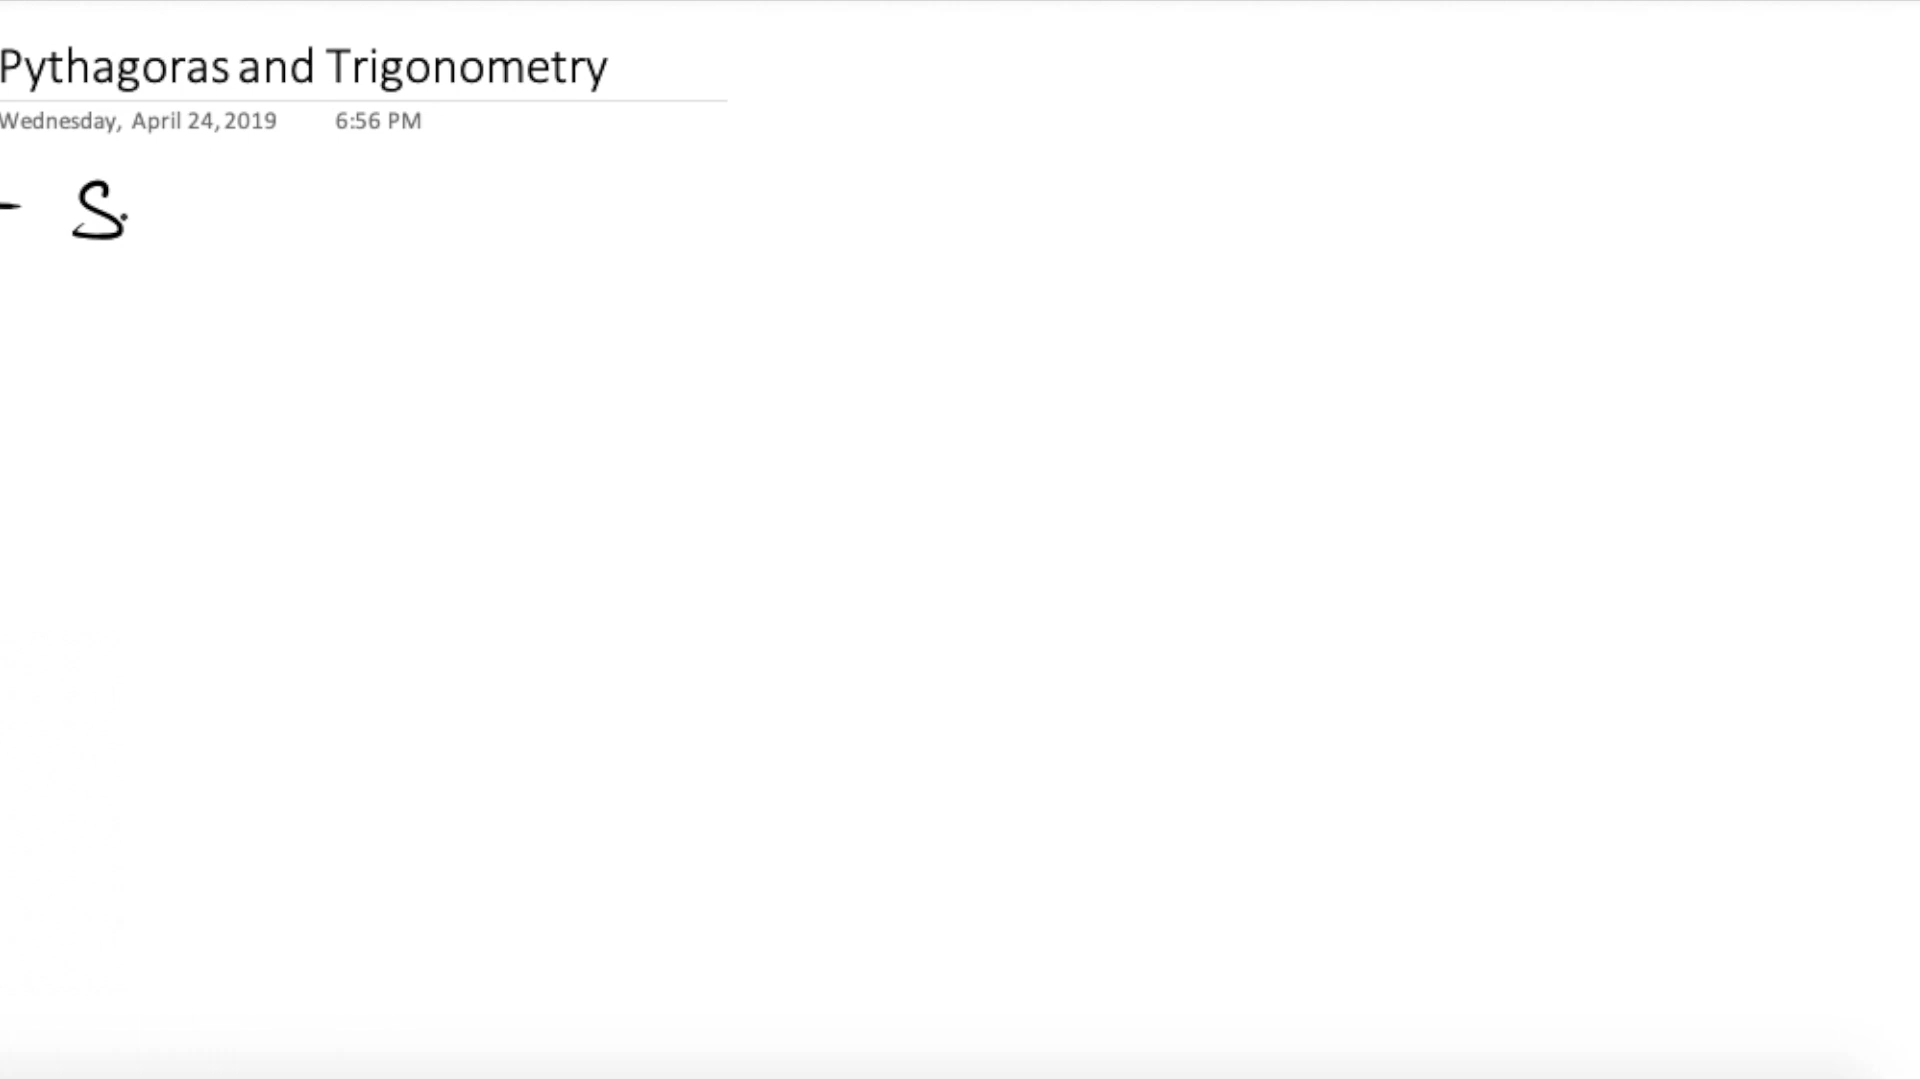 Pythagoras and Trigonometry
Wednesday, April 24, 2019 6:56 PM
- S